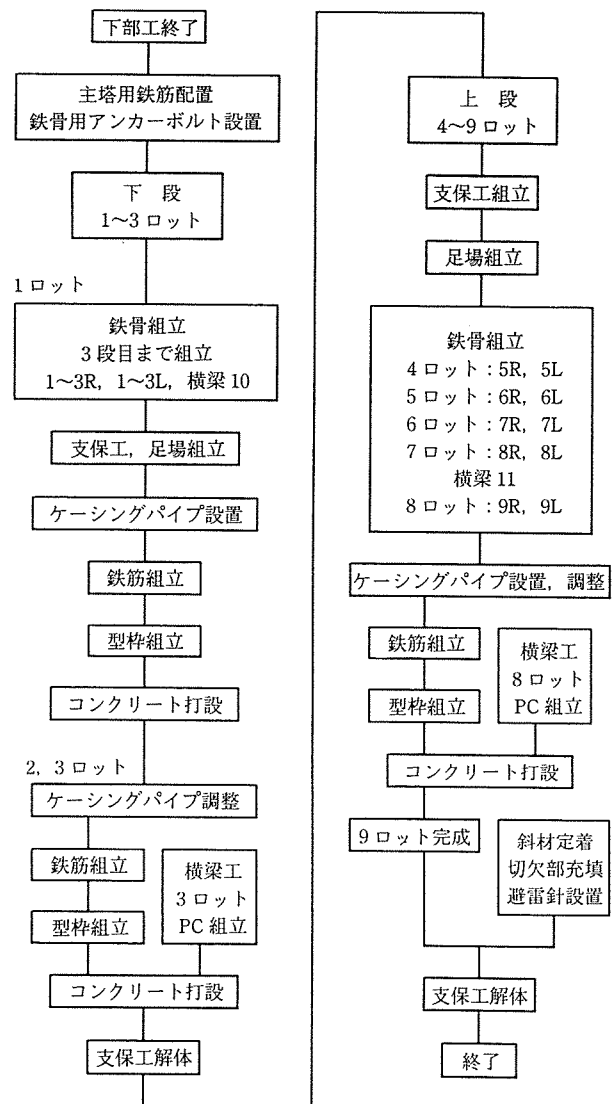 下部工終了
主塔用鉄筋配置
鉄骨用アンカーボルト設置
下 段
1~3ロット
1ロット
鉄骨組立
3段目まで組立
1~3R, 1~3L, 横梁10
支保工, 足場組立
ケーシングパイプ設置
鉄筋組立
型枠組立
コンクリート打設
2, 3ロット
ケーシングパイプ調整
鉄筋組立
型枠組立
横梁工
3ロット
PC組立
コンクリート打設
支保工解体
上 段
4~9ロット
支保工組立
足場組立
鉄骨組立
4ロット:5R, 5L
5ロット:6R, 6L
6ロット:7R, 7L
7ロット:8R, 8L
横梁11
8ロット:9R, 9L
ケーシングパイプ設置, 調整
鉄筋組立
型枠組立
横梁工
8ロット
PC組立
コンクリート打設
9ロット完成
斜材定着
切欠部充填
避雷針設置
支保工解体
終了